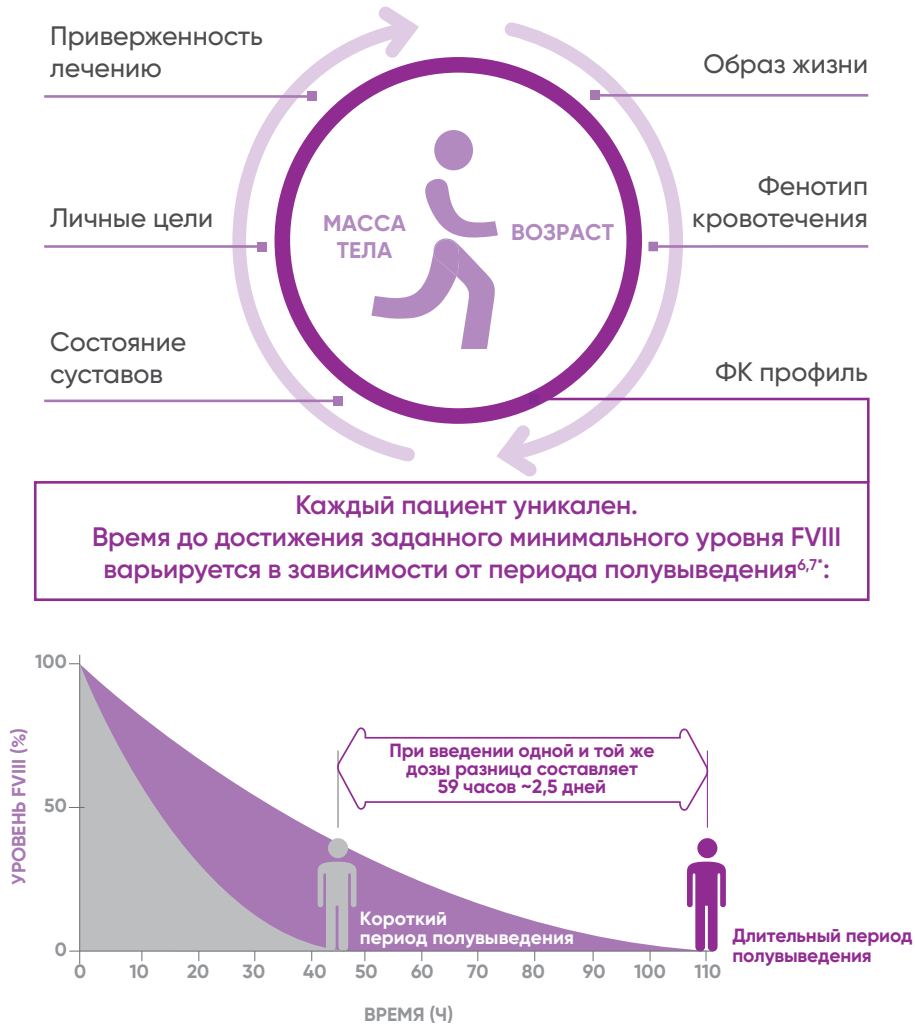 Приверженность
лечению
Образ жизни
Личные цели
МАССА
ТЕЛА
ВОЗРАСТ
Фенотип
кровотечения
Состояние
суставов
ФК профиль
Каждый пациент уникален.
Время до достижения заданного минимального уровня FVIII
варьируется в зависимости от периода полувыведения6,7*:
УРОВЕНЬ FVIII (%)
100
50
0
При введении одной и той же
дозы разница составляет
59 часов ~2,5 дней
Короткий
период полувыведения
Длительный период
полувыведения
0 10 20 30 40 50 60 70 80 90 100 110
ВРЕМЯ (Ч)